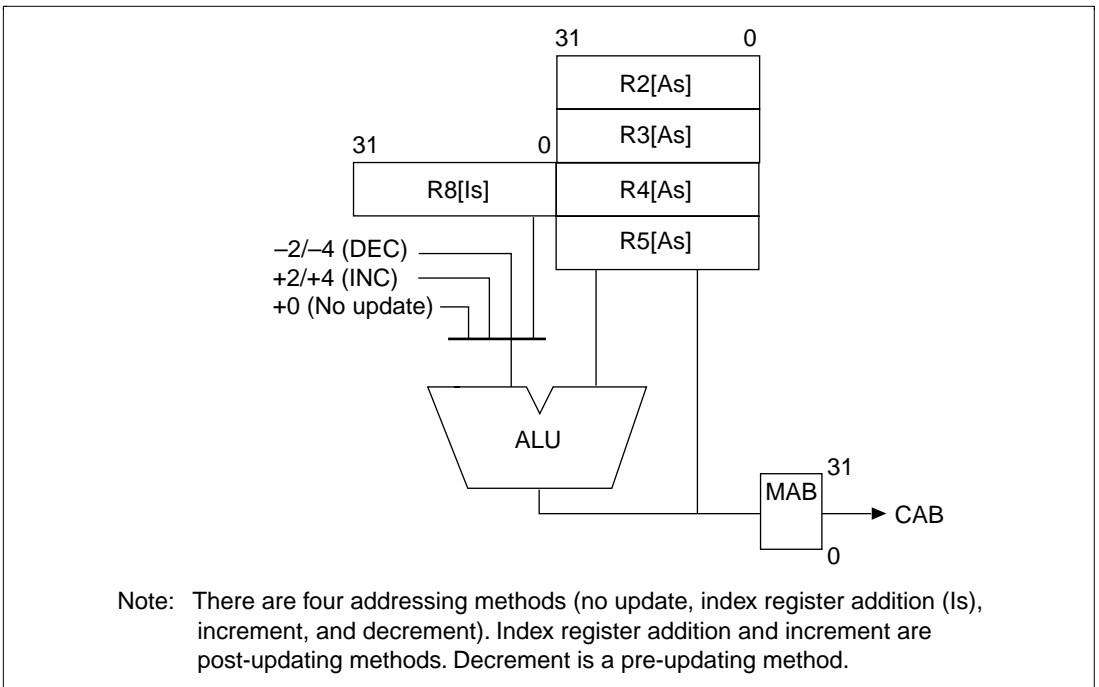 31 0
R2[As]
R3[As]
31 0
R8[Is] R4[As]
R5[As]
–2/–4 (DEC)
+2/+4 (INC)
+0 (No update)
ALU
31
MAB
CAB
0
Note: There are four addressing methods (no update, index register addition (Is),
increment, and decrement). Index register addition and increment are
post-updating methods. Decrement is a pre-updating method.